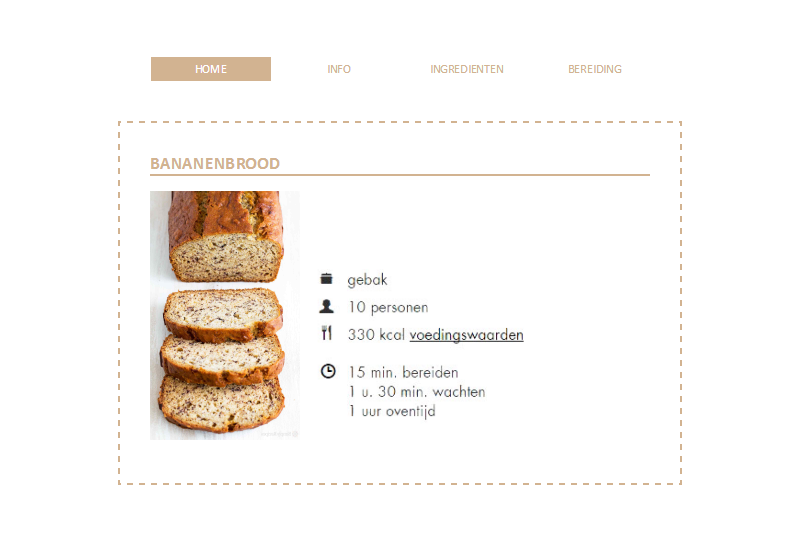 HOME
INFO
INGREDIENTEN
BEREIDING
BANANENBROOD
gebak
10 personen
330 kcal voedingswaarden
15 min. bereiden
1 u. 30 min. wachten
1 uur oventijd